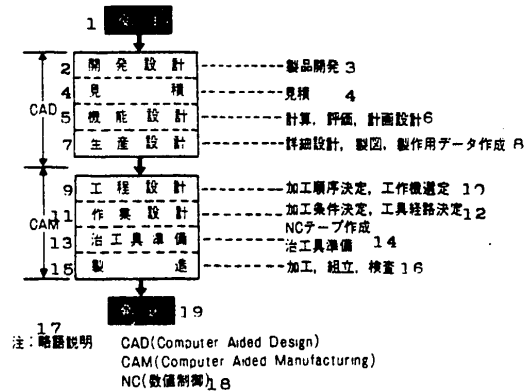 1
2 開発設計 製品開発 3
4 見積 見積 4
CAD
5 機能設計 計算，評価，計画設計 6
7 生産設計 詳細設計，製図，製作用データ作成 8
9 工程設計 加工順序決定，工作機選定 10
CAM
11 作業設計 加工条件決定，工具経路決定 12
NCテープ作成
13 治工具準備 治工具準備 14
15 製造 加工，組立，検査 16
19
17
注：略語説明 CAD(Computer Aided Design)
CAM(Computer Aided Manufacturing)
NC(数値制御) 18